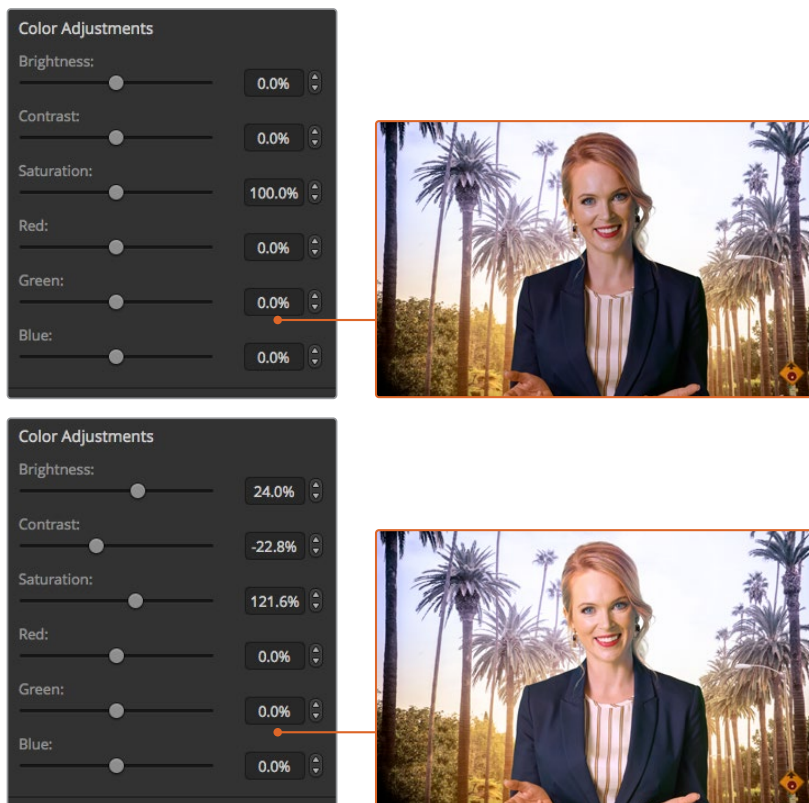 Color Adjustments
Brightness:
0.0%
Contrast:
0.0%
Saturation:
100.0%
Red:
0.0%
Green:
0.0%
Blue:
0.0%
Color Adjustments
Brightness:
24.0%
Contrast:
-22.8%
Saturation:
121.6%
Red:
0.0%
Green:
0.0%
Blue:
0.0%